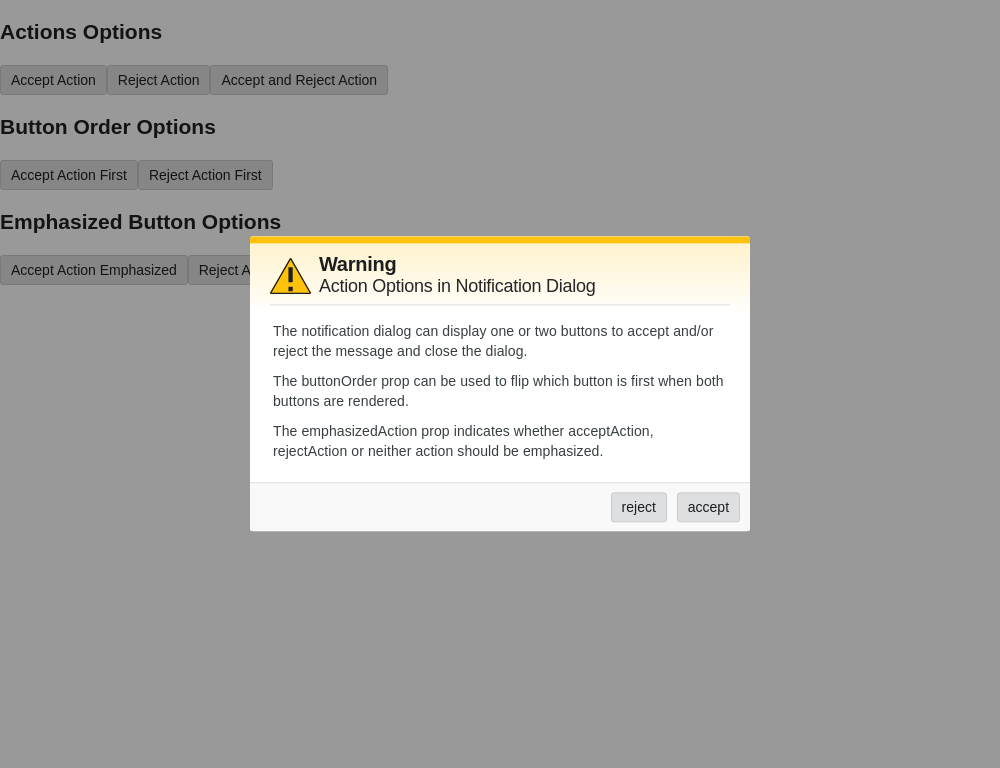 Actions Options
Accept Action Reject Action Accept and Reject Action
Button Order Options
Accept Action First Reject Action First
Emphasized Button Options
Accept Action Emphasized Reject A
Warning
Action Options in Notification Dialog
The notification dialog can display one or two buttons to accept and/or
reject the message and close the dialog.
The buttonOrder prop can be used to flip which button is first when both
buttons are rendered.
The emphasizedAction prop indicates whether acceptAction,
rejectAction or neither action should be emphasized.
reject accept